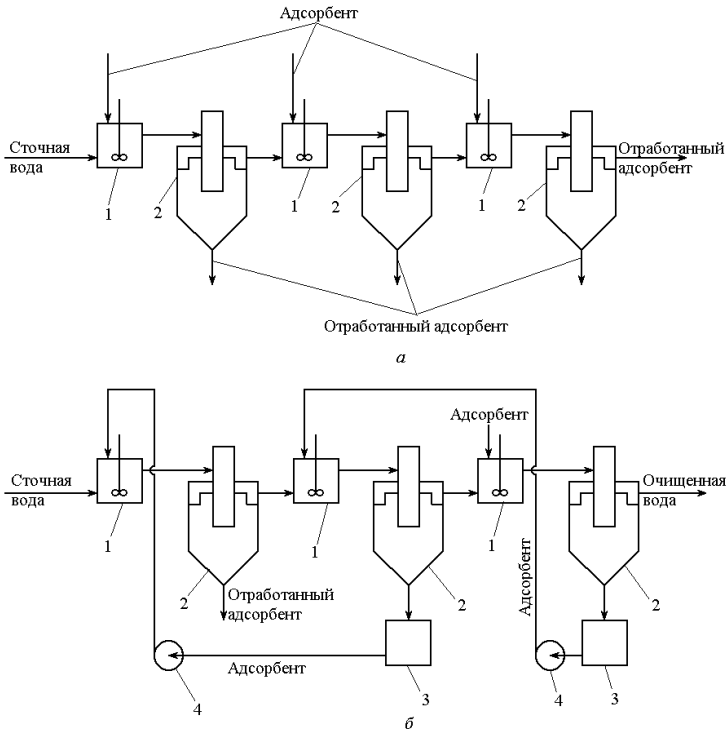 Адсорбент
Сточная
вода
Отработанный
адсорбент
1
2
1
2
1
2
Отработанный адсорбент
а
Адсорбент
Сточная
вода
Очищенная
вода
1
1
1
2
Отработанный
адсорбент
2
2
Адсорбент
Адсорбент
4
3
4
3
б